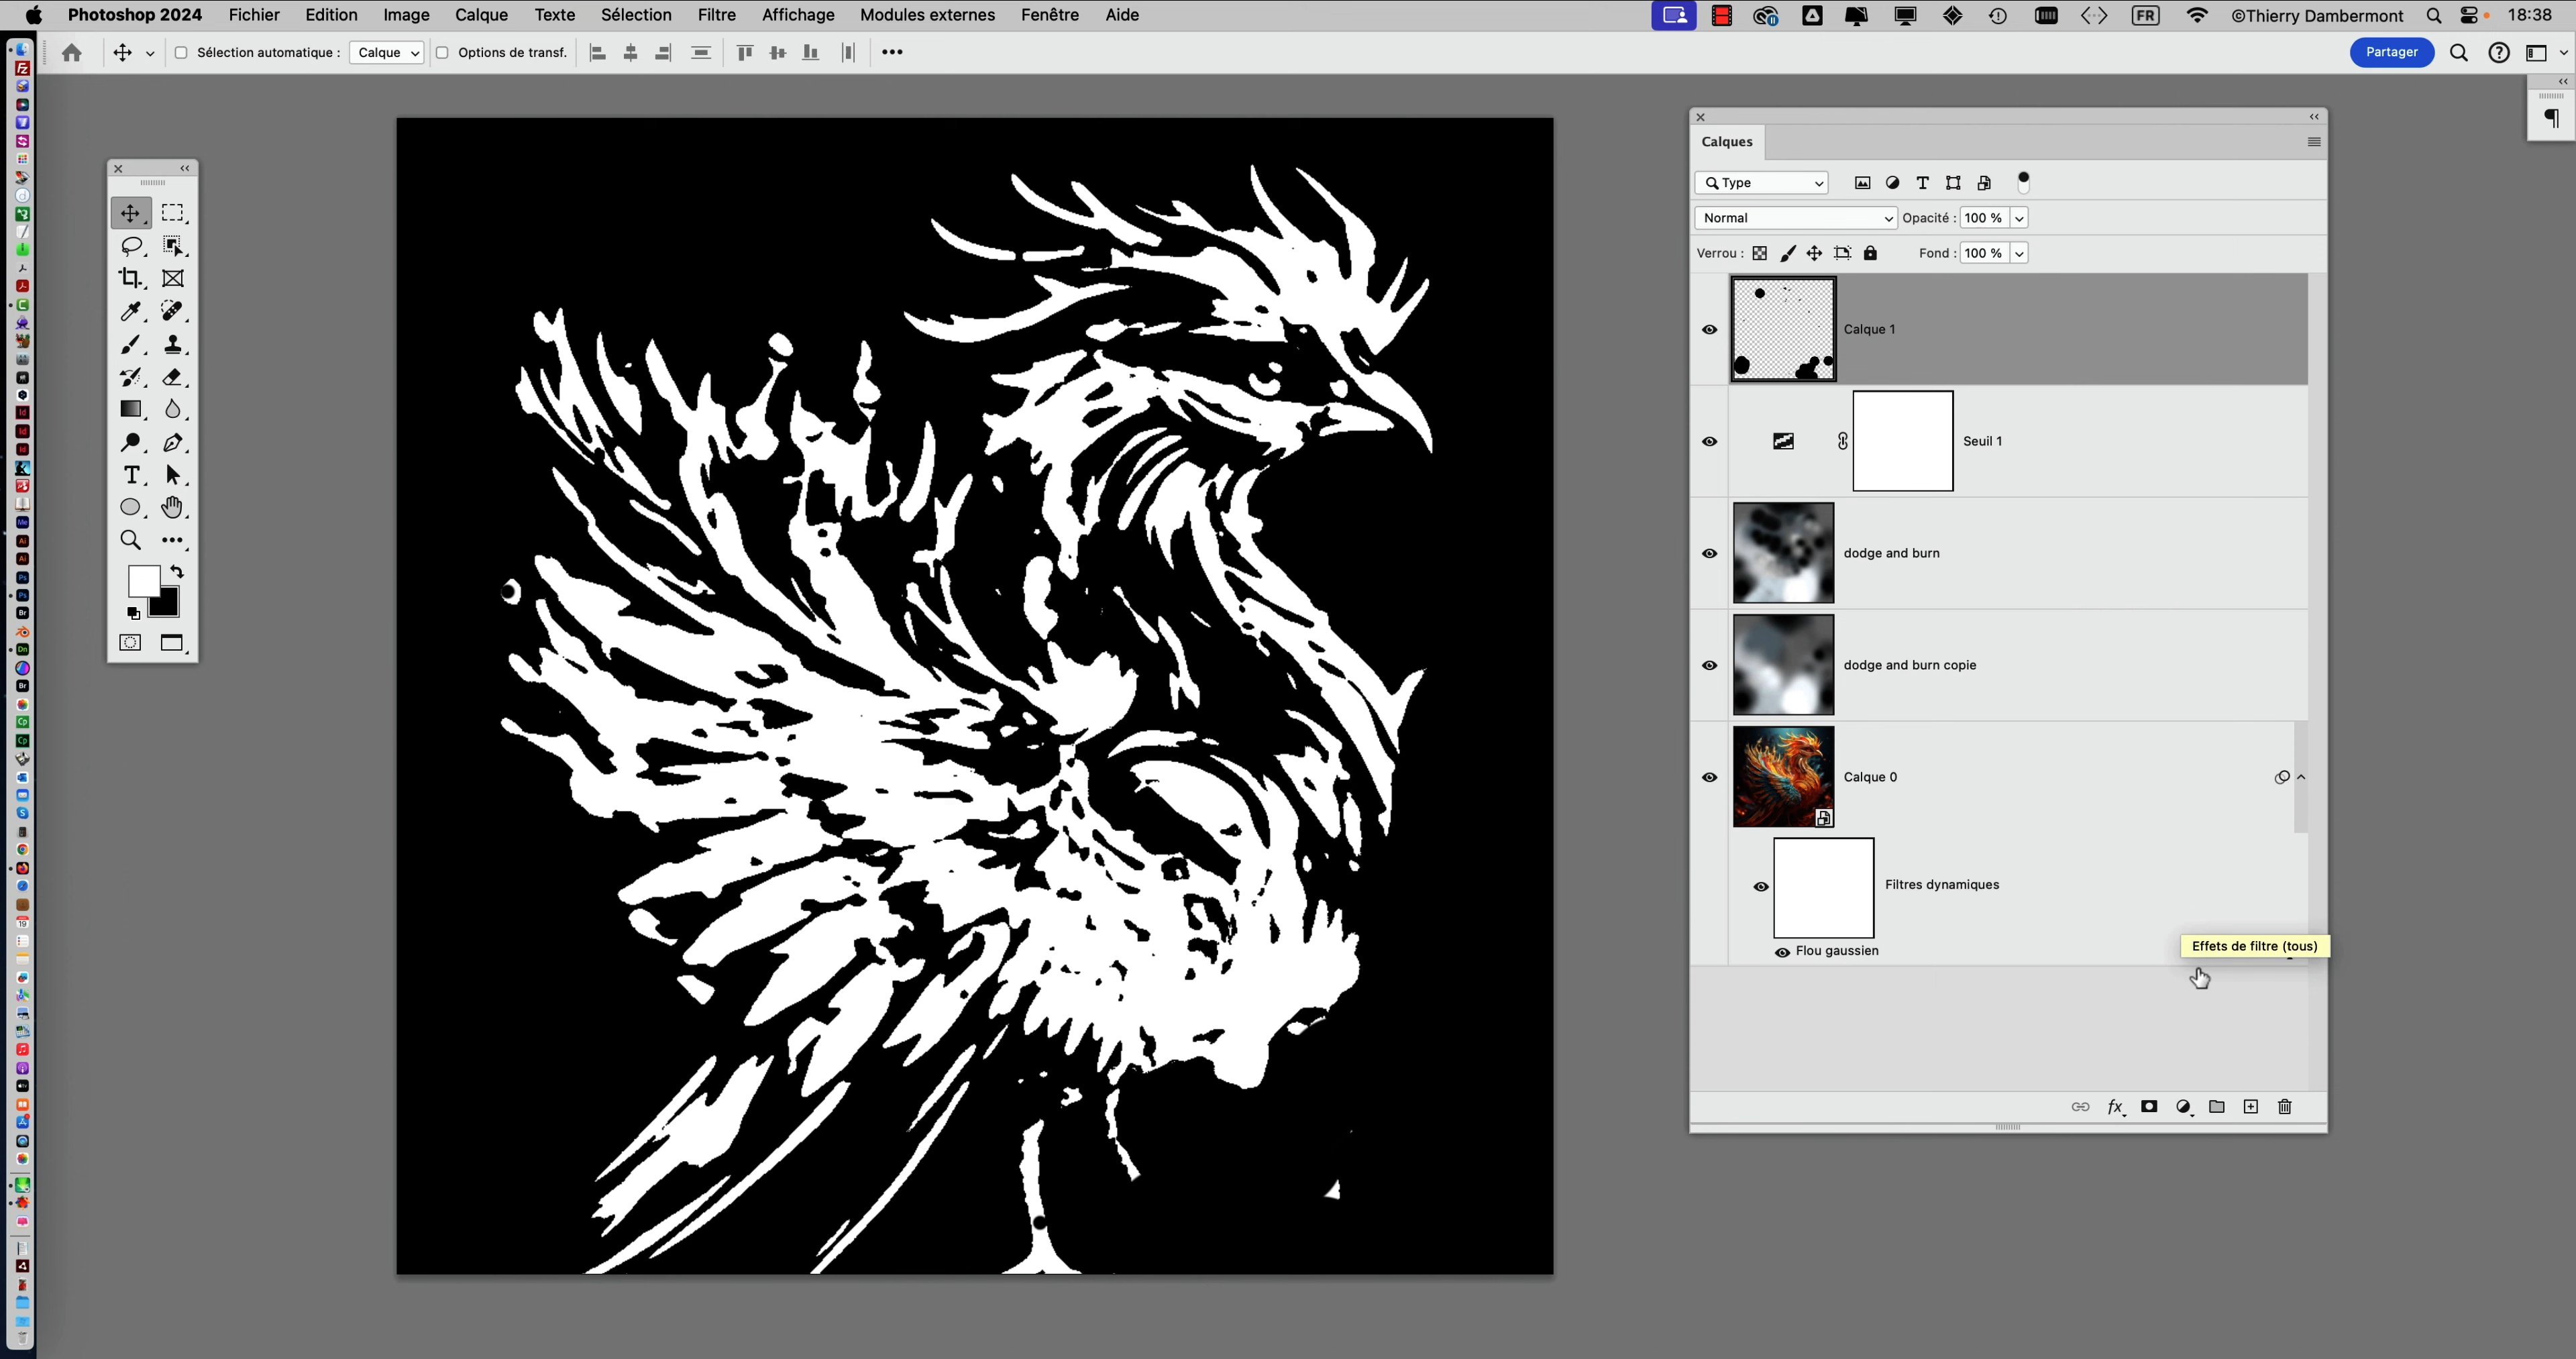 Photoshop 2024 Fichier Edition Image Calque Texte Sélection Filtre Affichage Modules externes Fenêtre Aide FR ©Thierry Dambermont 18:38
Sélection automatique : Calque Options de transf. Partager
Calques
Type
Normal Opacité : 100 %
Verrou : Fond : 100 %
Calque 1
Seuil 1
dodge and burn
dodge and burn copie
Calque 0
Filtres dynamiques
Effets de filtre (tous)
Flou gaussien
fx